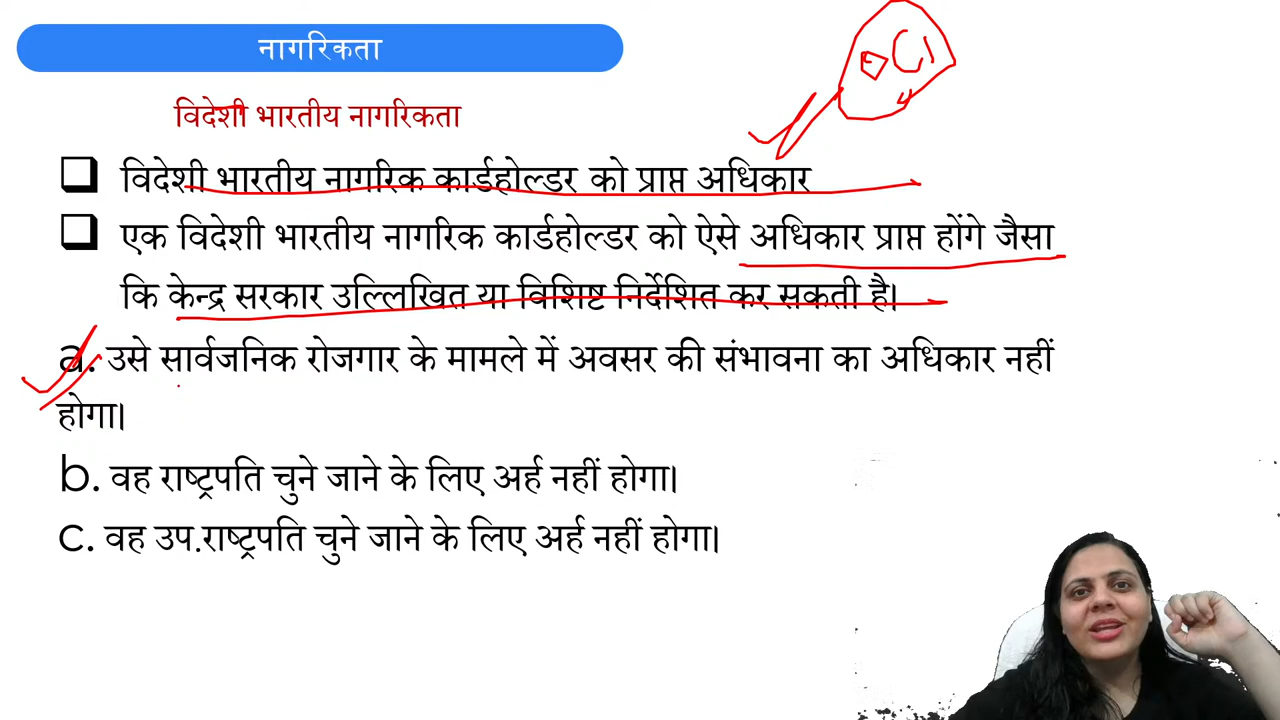 नागरिकता
विदेशी भारतीय नागरिकता
विदेशी भारतीय नागरिक कार्डहोल्डर को प्राप्त अधिकार
एक विदेशी भारतीय नागरिक कार्डहोल्डर को ऐसे अधिकार प्राप्त होंगे जैसा
कि केन्द्र सरकार उल्लिखित या विशिष्ट निर्देशित कर सकती है।
a. उसे सार्वजनिक रोजगार के मामले में अवसर की संभावना का अधिकार नहीं
होगा।
b. वह राष्ट्रपति चुने जाने के लिए अर्ह नहीं होगा।
c. वह उप.राष्ट्रपति चुने जाने के लिए अर्ह नहीं होगा।